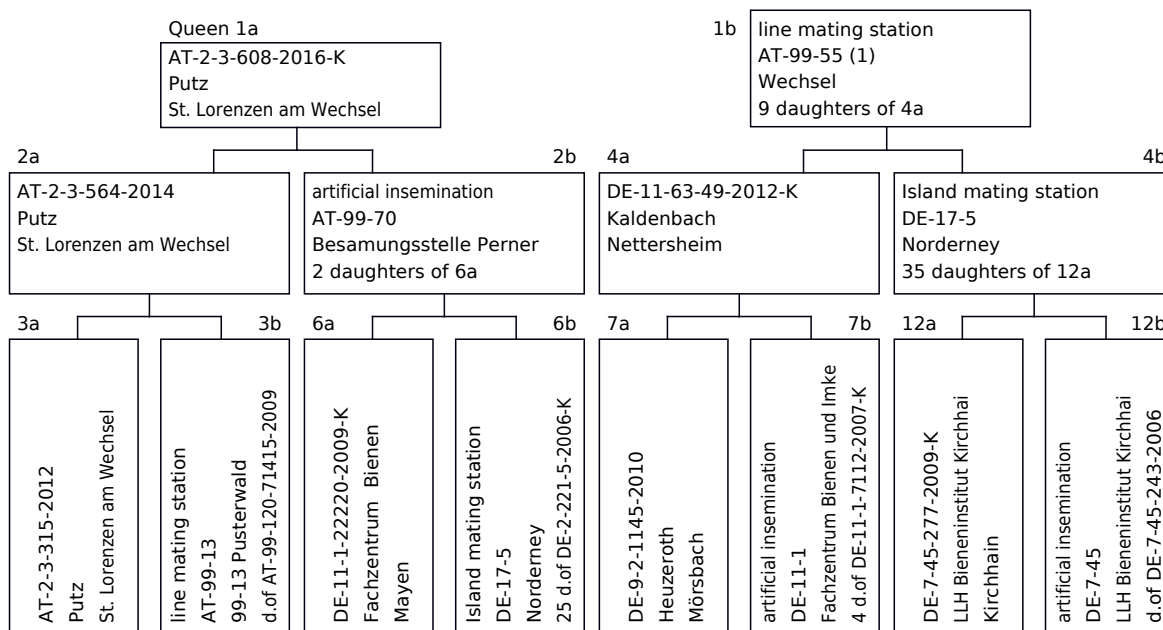 Queen 1a
AT-2-3-608-2016-K
Putz
St. Lorenzen am Wechsel
1b
line mating station
AT-99-55 (1)
Wechsel
9 daughters of 4a
2a
AT-2-3-564-2014
Putz
St. Lorenzen am Wechsel
2b
artificial insemination
AT-99-70
Besamungsstelle Perner
2 daughters of 6a
4a
DE-11-63-49-2012-K
Kaldenbach
Nettersheim
4b
Island mating station
DE-17-5
Norderney
35 daughters of 12a
3a
AT-2-3-315-2012
Putz
St. Lorenzen am Wechsel
3b
line mating station
AT-99-13
99-13 Pusterwald
d.of AT-99-120-71415-2009
6a
DE-11-1-22220-2009-K
Fachzentrum Bienen
Mayen
6b
Island mating station
DE-17-5
Norderney
25 d.of DE-2-221-5-2006-K
7a
DE-9-2-1145-2010
Heuzeroth
Mörsbach
7b
artificial insemination
DE-11-1
Fachzentrum Bienen und Imke
4 d.of DE-11-1-7112-2007-K
12a
DE-7-45-277-2009-K
LLH Bieneninstitut Kirchhai
Kirchhain
12b
artificial insemination
DE-7-45
LLH Bieneninstitut Kirchhai
d.of DE-7-45-243-2006